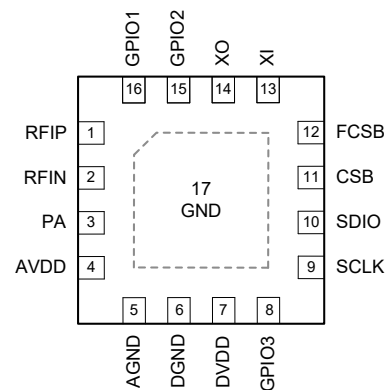 GPIO1 GPIO2 XO XI
16 15 14 13
RFIP 1 12 FCSB
RFIN 2 11 CSB
17
GND
PA 3 10 SDIO
AVDD 4 9 SCLK
5 6 7 8
AGND DGND DVDD GPIO3